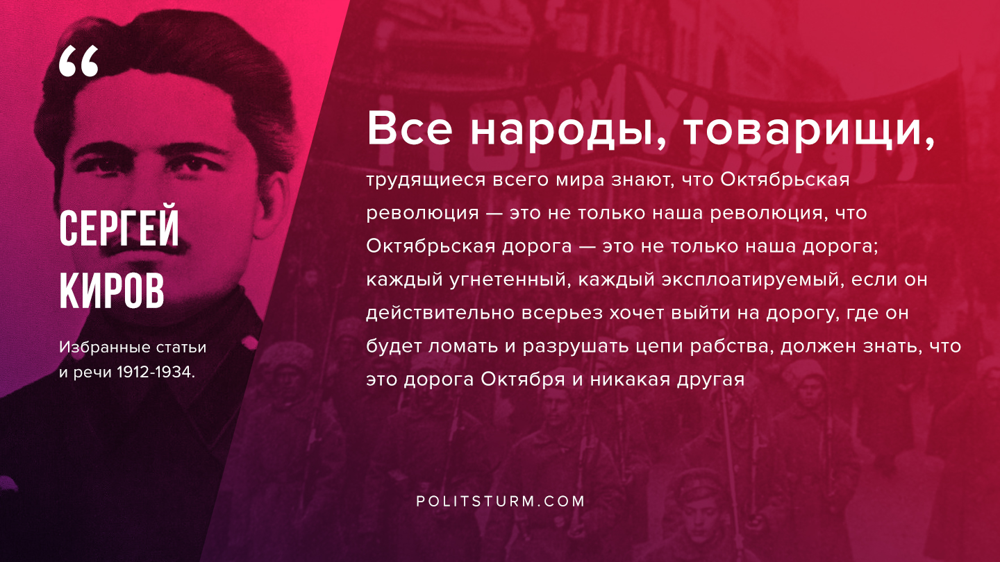 “
СЕРГЕЙ
КИРОВ
Избранные статьи
и речи 1912-1934.
Все народы, товарищи,
трудящиеся всего мира знают, что Октябрьская
революция — это не только наша революция, что
Октябрьская дорога — это не только наша дорога;
каждый угнетенный, каждый эксплоатируемый, если он
действительно всерьез хочет выйти на дорогу, где он
будет ломать и разрушать цепи рабства, должен знать, что
это дорога Октября и никакая другая
POLITSTURM.COM